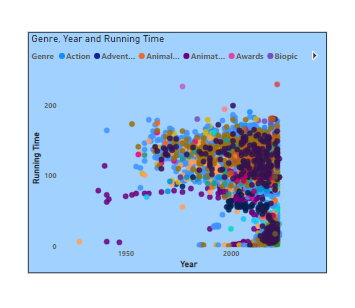 Genre, Year and Running Time
Genre Action Advent... Animal... Animat... Awards Biopic
200
100
0
Running Time
1950 2000
Year